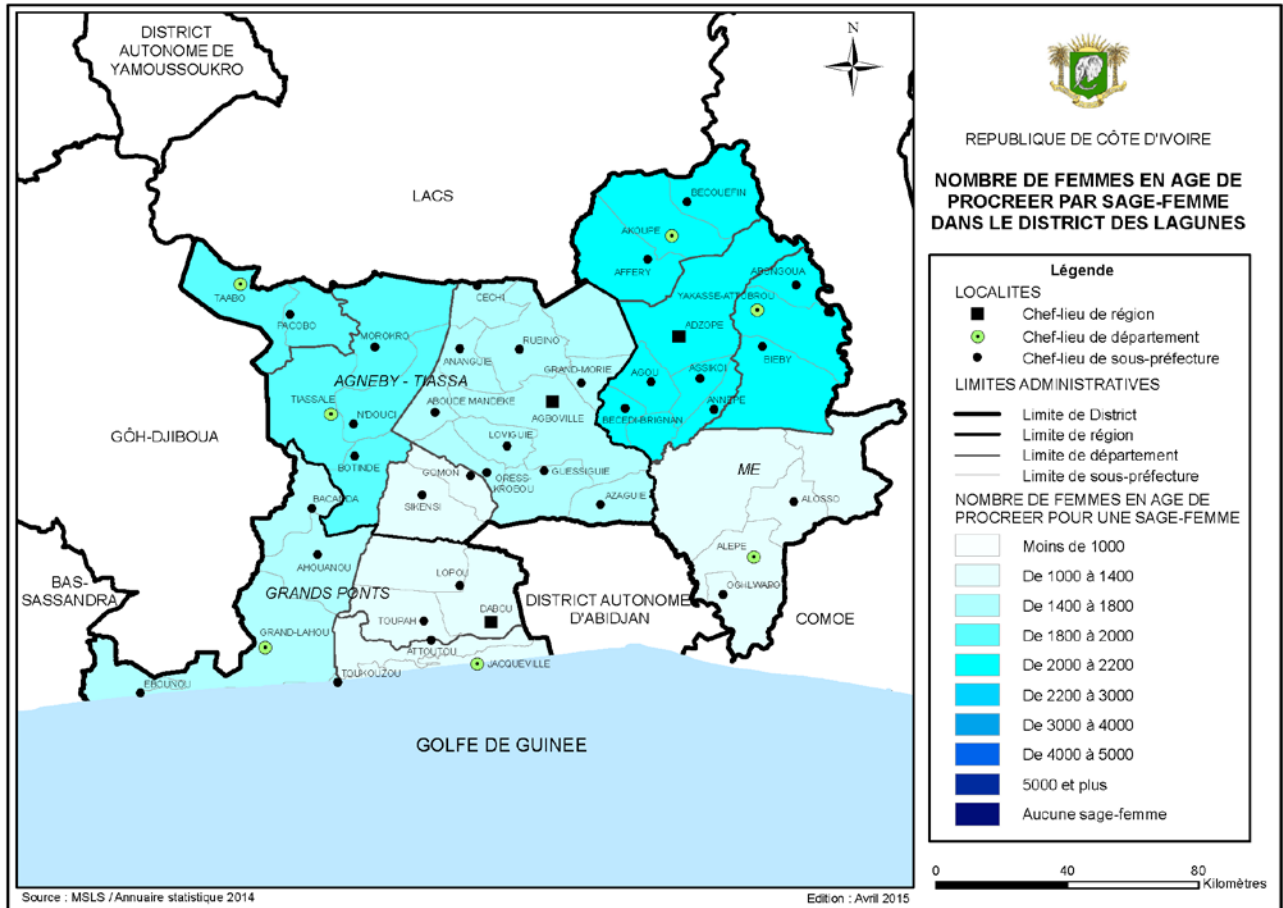 DISTRICT
AUTONOME DE
YAMOUSSOUKRO
N
LACS
BECOUEFIN
AKOUPE
AFFERY
ABONGOUA
YAKASSE-ATTOBROU
ADZOPE
BIEBY
AGOU
ASSIKOI
BECEDI-BRIGNAN
ANNEPE
TAABO
PACOBO
MOROKRO
CECHI
RUBINO
ANANGUIE
GRAND-MORIE
AGNEBY - TIASSA
TIASSALE
N'DOUCI
ABOUDE MANDEKE
AGBOVILLE
GÔH-DJIBOUA
BOTINDE
LOVIGUIE
GOMON
ORESS-
KROBOU
GUESSIGUIE
SIKENSI
AZAGUIE
BACANDA
ME
ALOSSO
ALEPE
OGHLWAPO
AHOUANOU
LOPOU
BAS-
SASSANDRA
GRANDS PONTS
TOUPAH
DABOU
DISTRICT AUTONOME
D'ABIDJAN
COMOE
GRAND-LAHOU
ATTOUTOU
JACQUEVILLE
TOUKOUZOU
EBOUNOU
GOLFE DE GUINEE
Source : MSLS / Annuaire statistique 2014
Edition : Avril 2015
REPUBLIQUE DE CÔTE D'IVOIRE
NOMBRE DE FEMMES EN AGE DE
PROCREER PAR SAGE-FEMME
DANS LE DISTRICT DES LAGUNES
Légende
LOCALITES
Chef-lieu de région
Chef-lieu de département
Chef-lieu de sous-préfecture
LIMITES ADMINISTRATIVES
Limite de District
Limite de région
Limite de département
Limite de sous-préfecture
NOMBRE DE FEMMES EN AGE DE
PROCREER POUR UNE SAGE-FEMME
Moins de 1000
De 1000 à 1400
De 1400 à 1800
De 1800 à 2000
De 2000 à 2200
De 2200 à 3000
De 3000 à 4000
De 4000 à 5000
5000 et plus
Aucune sage-femme
0 40 80
Kilomètres